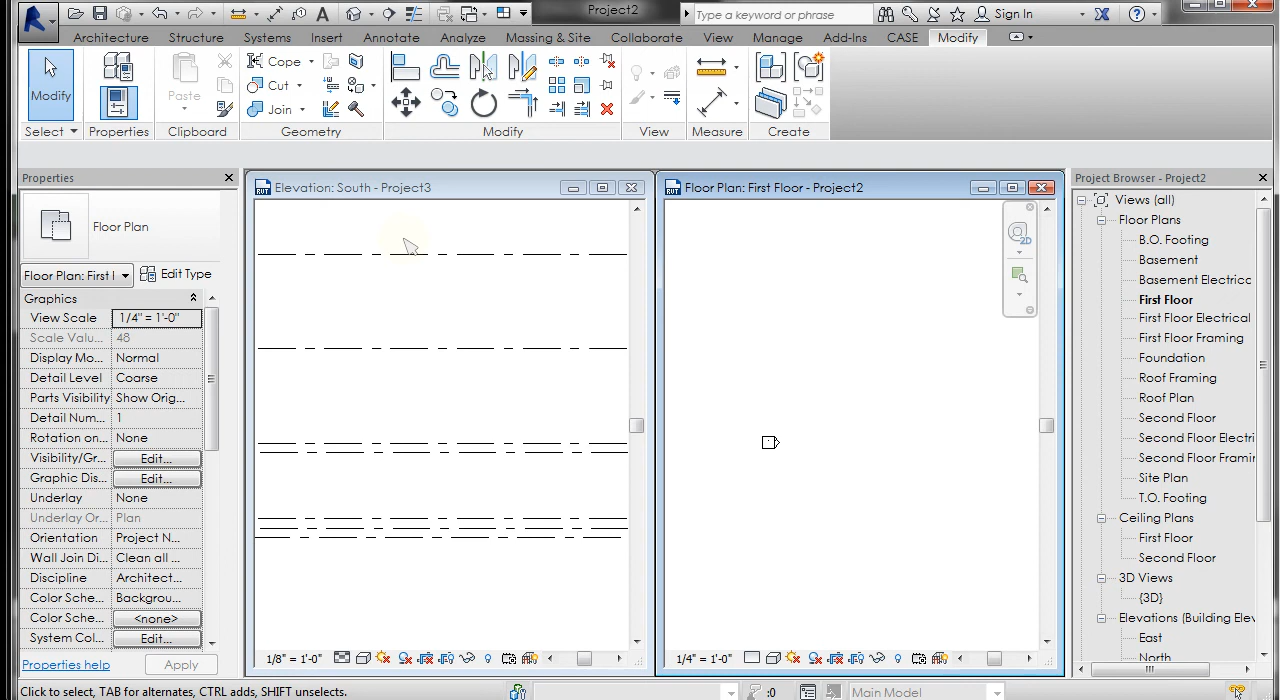 Project2
Type a keyword or phrase
Sign In
Architecture
Structure
Systems
Insert
Annotate
Analyze
Massing & Site
Collaborate
View
Manage
Add-Ins
CASE
Modify
Modify
Paste
Cope
Cut
Join
Select
Properties
Clipboard
Geometry
Modify
View
Measure
Create
Properties
Floor Plan
Floor Plan: First I
Edit Type
Graphics
View Scale
1/4" = 1'-0"
Scale Valu...
48
Display Mo...
Normal
Detail Level
Coarse
Parts Visibility
Show Orig...
Detail Num...
1
Rotation on...
None
Visibility/Gr...
Edit...
Graphic Dis...
Edit...
Underlay
None
Underlay Or...
Plan
Orientation
Project N...
Wall Join Di...
Clean all ...
Discipline
Architect...
Color Sche...
Backgrou...
Color Sche...
<none>
System Col...
Edit...
Properties help
Apply
Elevation: South - Project3
1/8" = 1'-0"
Floor Plan: First Floor - Project2
2D
1/4" = 1'-0"
Project Browser - Project2
Views (all)
Floor Plans
B.O. Footing
Basement
Basement Electricc
First Floor
First Floor Electrical
First Floor Framing
Foundation
Roof Framing
Roof Plan
Second Floor
Second Floor Electri
Second Floor Framir
Site Plan
T.O. Footing
Ceiling Plans
First Floor
Second Floor
3D Views
{3D}
Elevations (Building Elev
East
North
Click to select, TAB for alternates, CTRL adds, SHIFT unselects.
:0
Main Model